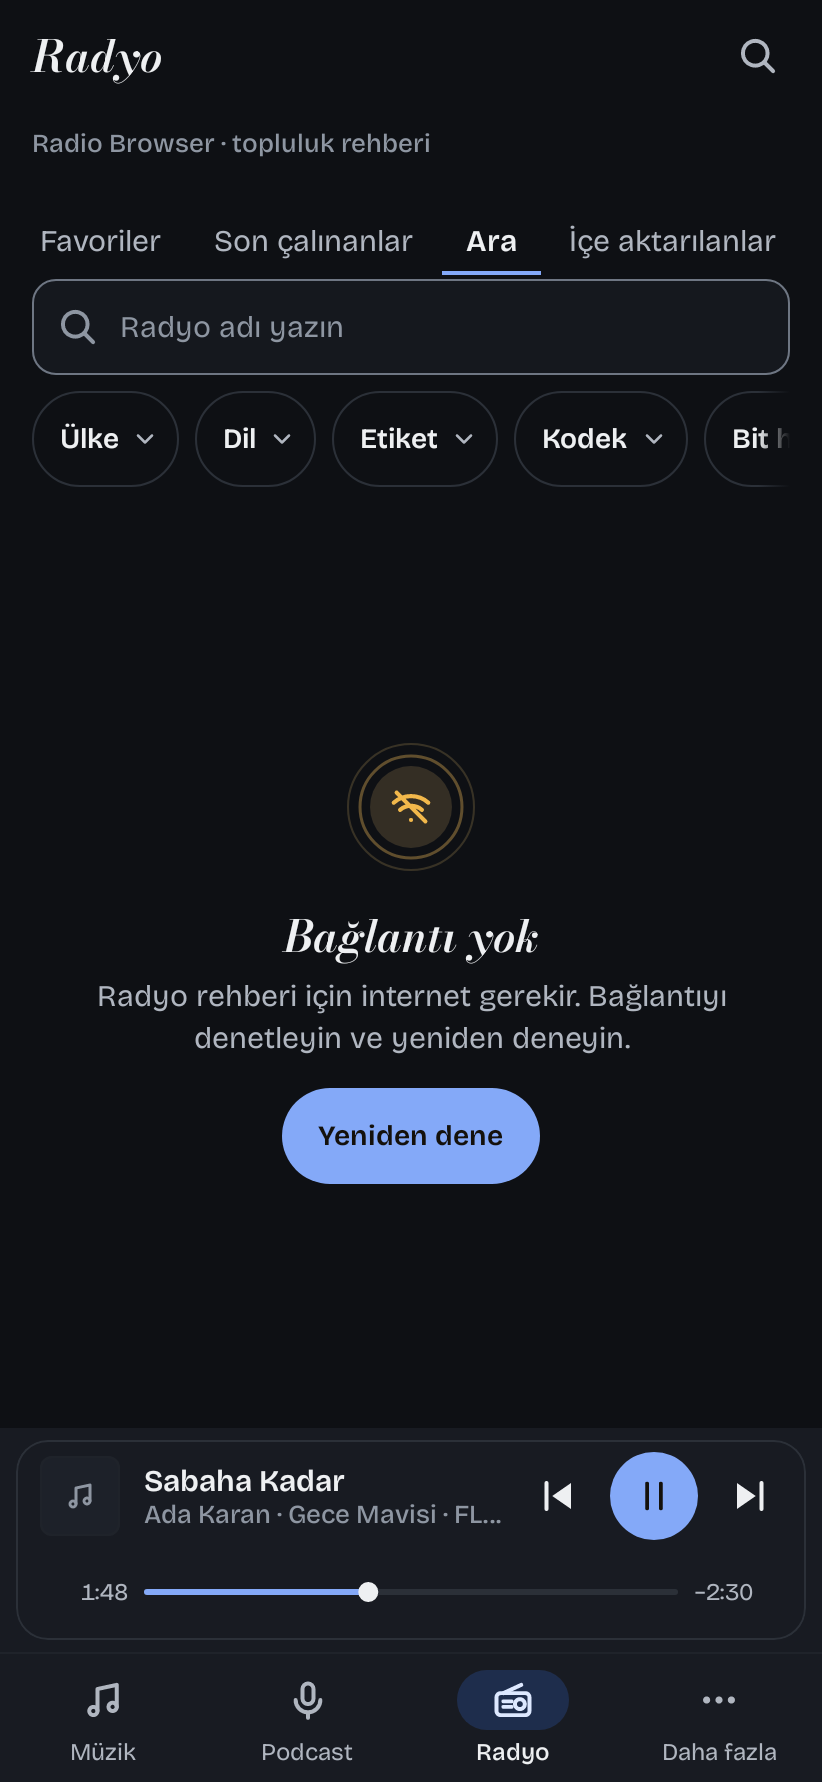 Radyo
Radio Browser · topluluk rehberi
Favoriler Son çalınanlar Ara İçe aktarılanlar
Radyo adı yazın
Ülke Dil Etiket Kodek Bit h
Bağlantı yok
Radyo rehberi için internet gerekir. Bağlantıyı
denetleyin ve yeniden deneyin.
Yeniden dene
Sabaha Kadar
Ada Karan · Gece Mavisi · FL...
1:48 −2:30
Müzik Podcast Radyo Daha fazla